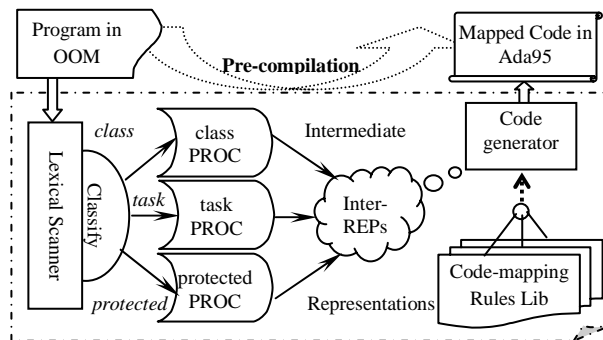 Program in
OOM
Pre-compilation
Mapped Code in
Ada95
Lexical Scanner
Classify
class
task
protected
class
PROC
task
PROC
protected
PROC
Intermediate
Inter-
REPs
Representations
Code
generator
Code-mapping
Rules Lib